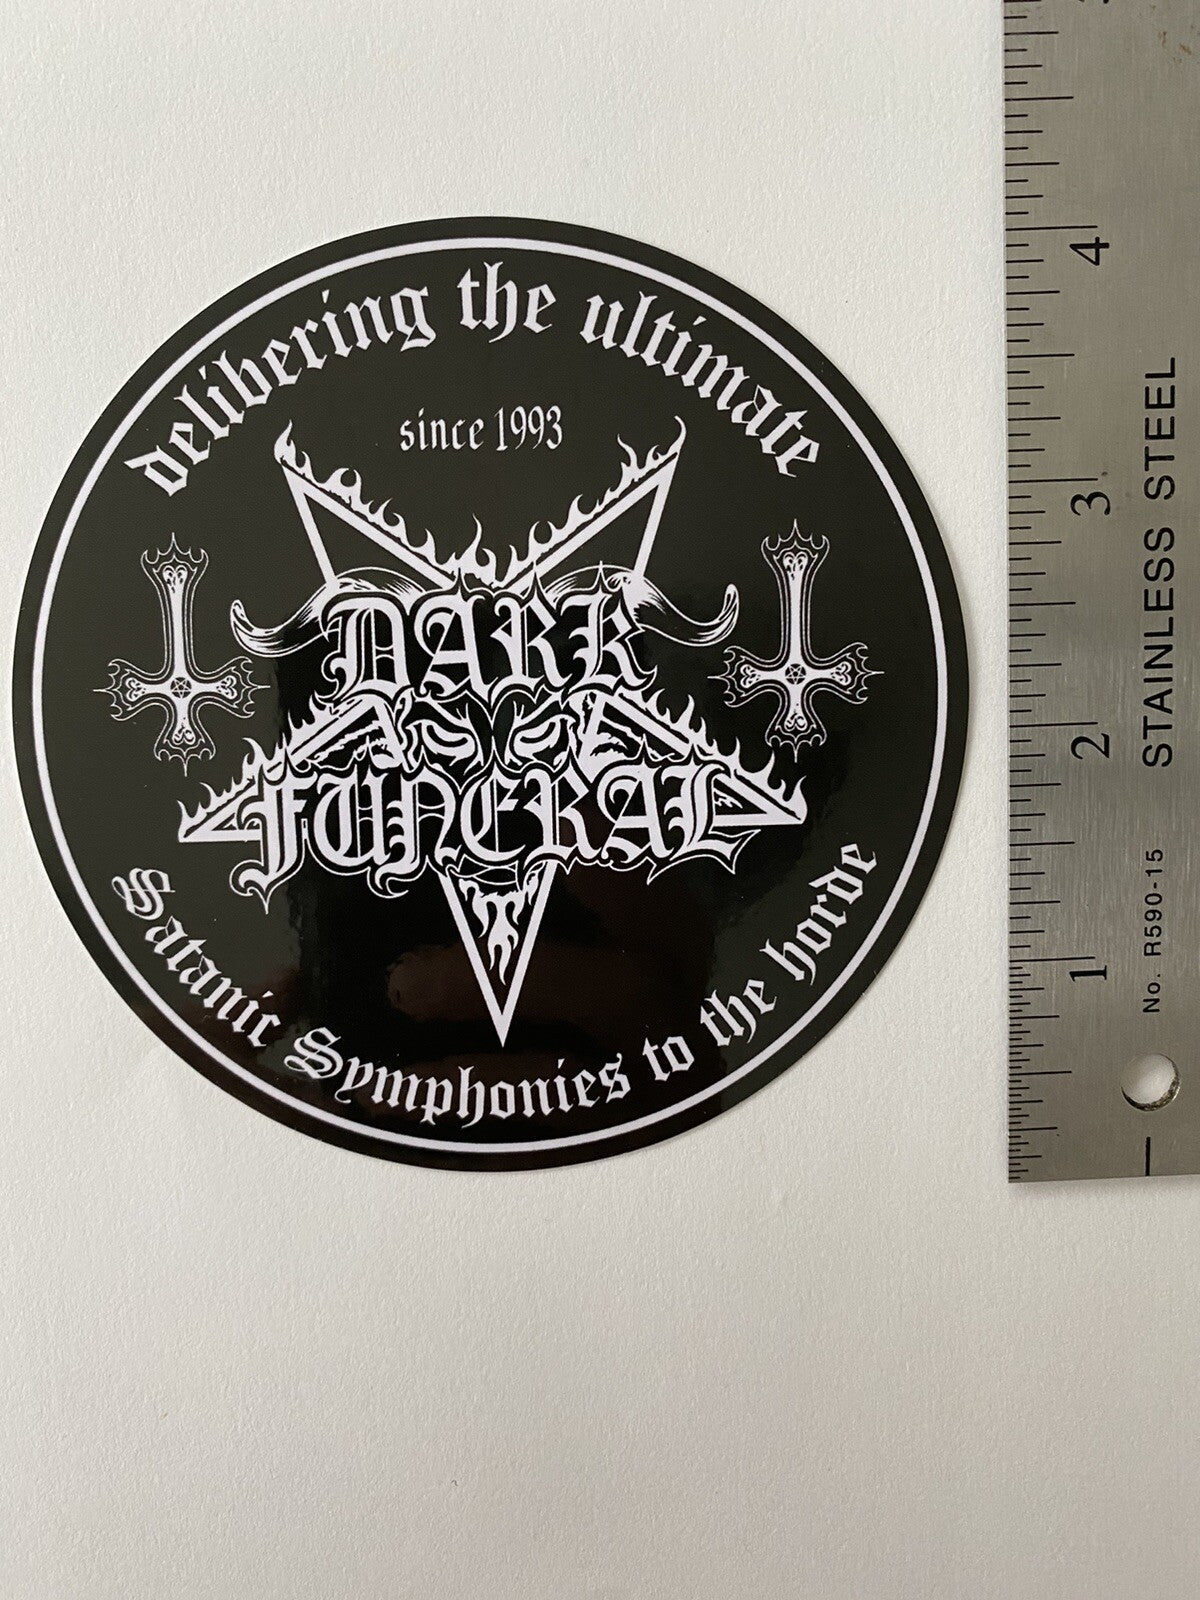 delibering the ultimate
since 1993
DARK
FUNERAL
Satanic Symphonies to the horde
4
3
2
1
STAINLESS STEEL
No. R590-15